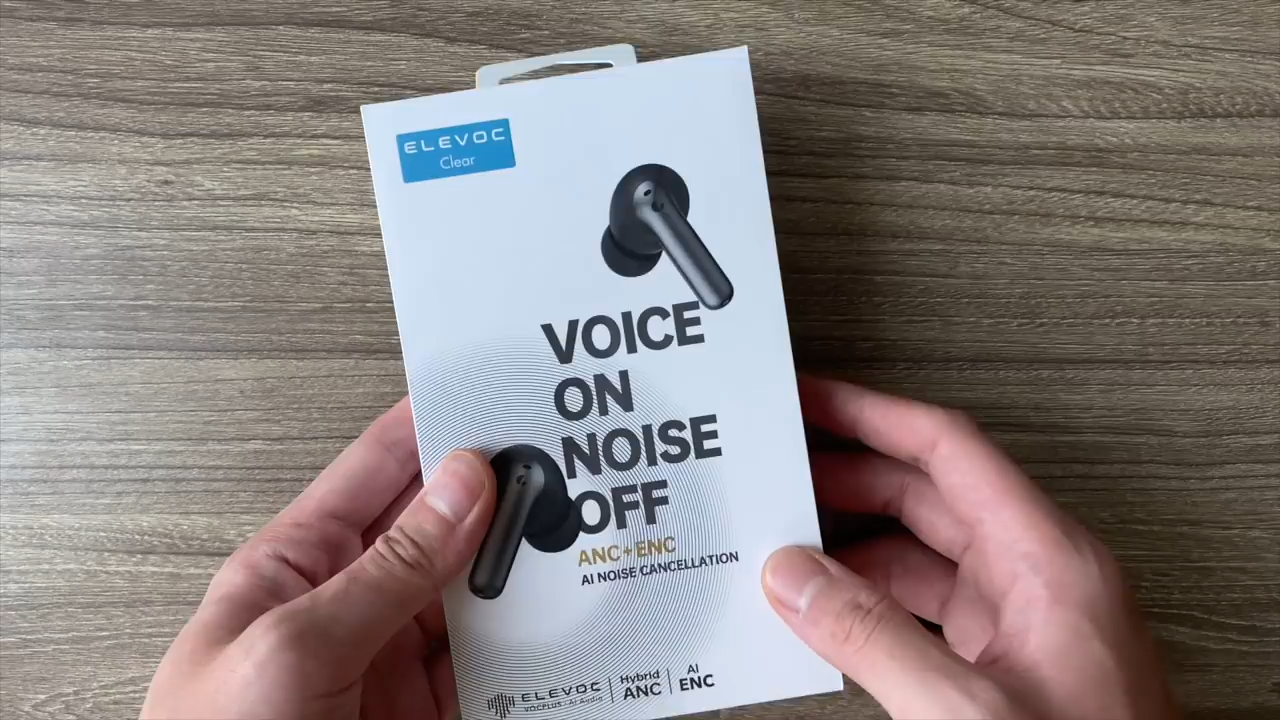 ELEVOC
Clear
VOICE
ON
NOISE
OFF
ANC+ENC
AI NOISE CANCELLATION
ELEVOC
VOCPLUS · AI Audio
Hybrid
ANC
AI
ENC